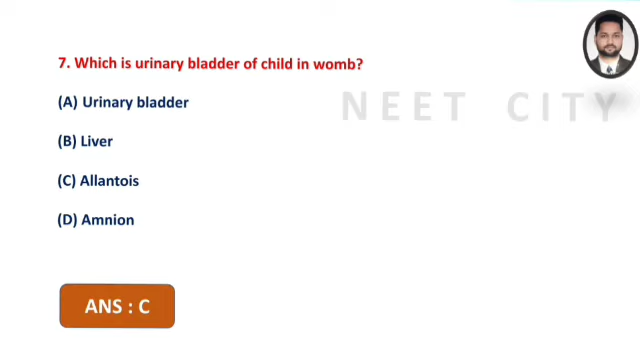 7. Which is urinary bladder of child in womb?
(A) Urinary bladder
NEET CITY
(B) Liver
(C) Allantois
(D) Amnion
ANS : C